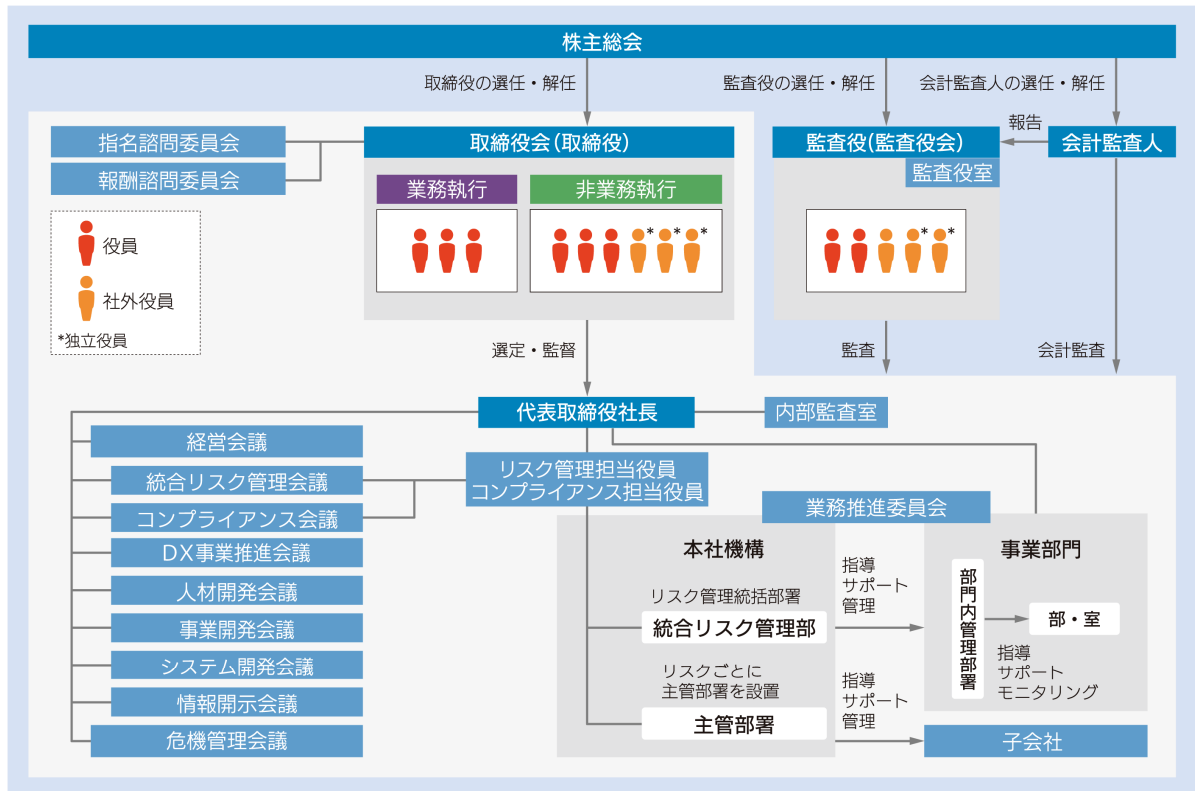 株主総会
取締役の選任・解任
監査役の選任・解任
会計監査人の選任・解任
指名諮問委員会
報酬諮問委員会
取締役会(取締役)
業務執行
非業務執行
* * *
監査役(監査役会)
監査役室
* *
報告
会計監査人
役員
社外役員
*独立役員
選定・監督
監査
会計監査
代表取締役社長
内部監査室
経営会議
統合リスク管理会議
コンプライアンス会議
DX事業推進会議
人材開発会議
事業開発会議
システム開発会議
情報開示会議
危機管理会議
リスク管理担当役員
コンプライアンス担当役員
業務推進委員会
本社機構
リスク管理統括部署
統合リスク管理部
リスクごとに
主管部署を設置
主管部署
指導
サポート
管理
指導
サポート
管理
事業部門
部門内管理部署
部・室
指導
サポート
モニタリング
子会社